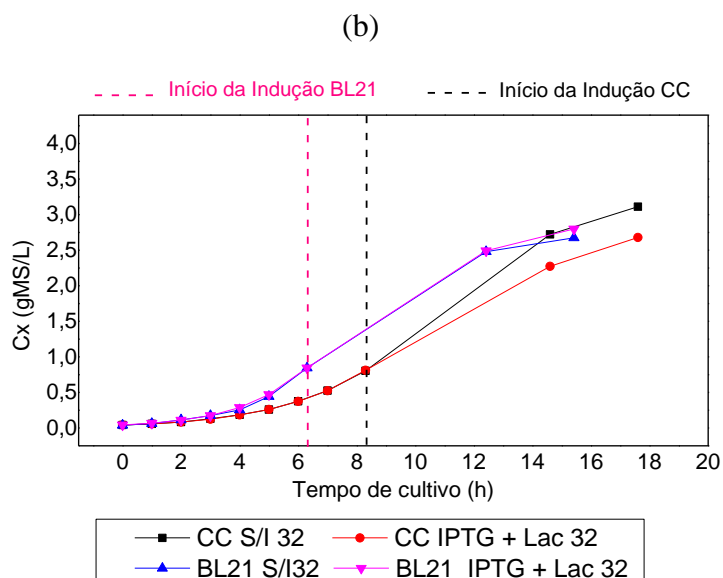 (b)
Início da Indução BL21
Início da Indução CC
4,0
3,5
3,0
2,5
2,0
1,5
1,0
0,5
0,0
Cx (gMS/L)
0 2 4 6 8 10 12 14 16 18 20
Tempo de cultivo (h)
CC S/I 32 CC IPTG + Lac 32
BL21 S/I32 BL21 IPTG + Lac 32